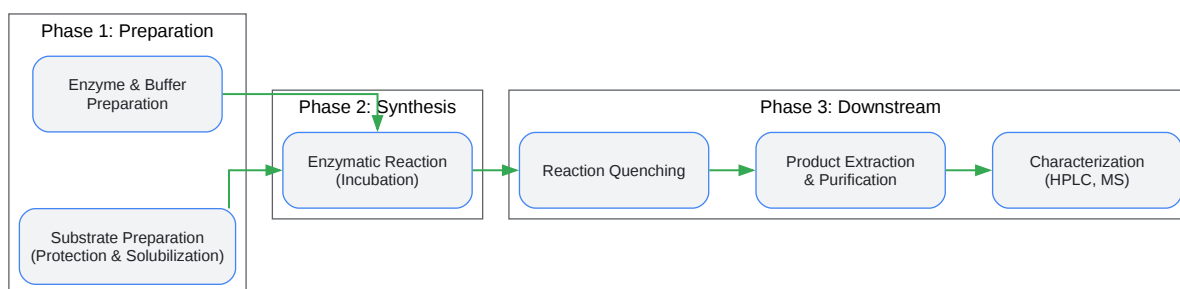 Phase 1: Preparation
Enzyme & Buffer
Preparation
Substrate Preparation
(Protection & Solubilization)
Phase 2: Synthesis
Enzymatic Reaction
(Incubation)
Phase 3: Downstream
Reaction Quenching
Product Extraction
& Purification
Characterization
(HPLC, MS)